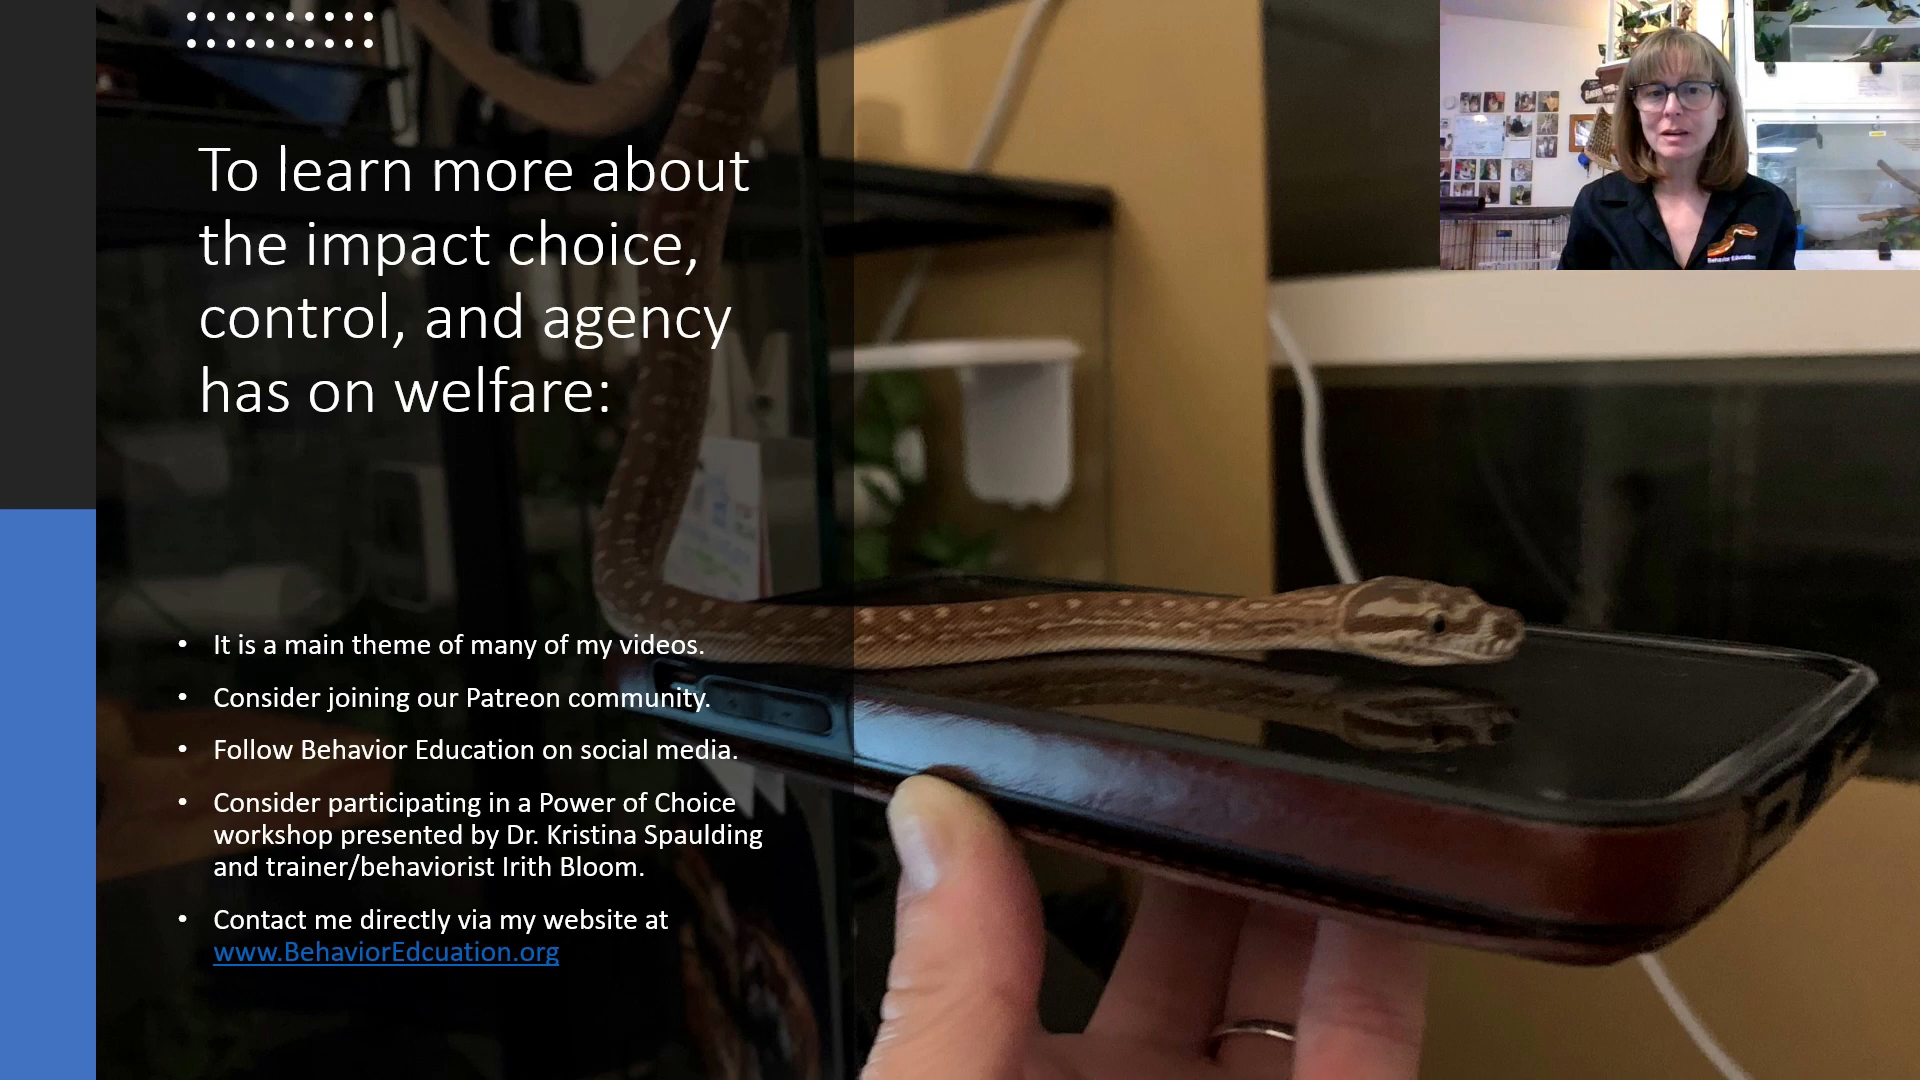 To learn more about
the impact choice,
control, and agency
has on welfare:
• It is a main theme of many of my videos.
• Consider joining our Patreon community.
• Follow Behavior Education on social media.
• Consider participating in a Power of Choice
workshop presented by Dr. Kristina Spaulding
and trainer/behaviorist Irith Bloom.
• Contact me directly via my website at
www.BehaviorEdcuation.org
Behavior Education